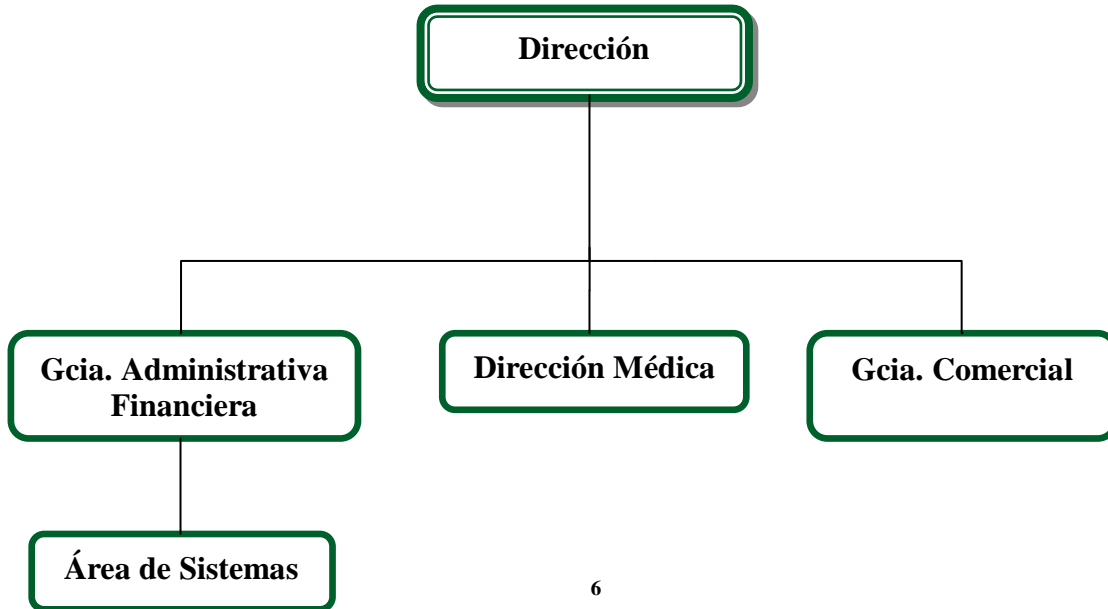 Dirección
Gcia. Administrativa
Financiera
Dirección Médica
Gcia. Comercial
Área de Sistemas
6